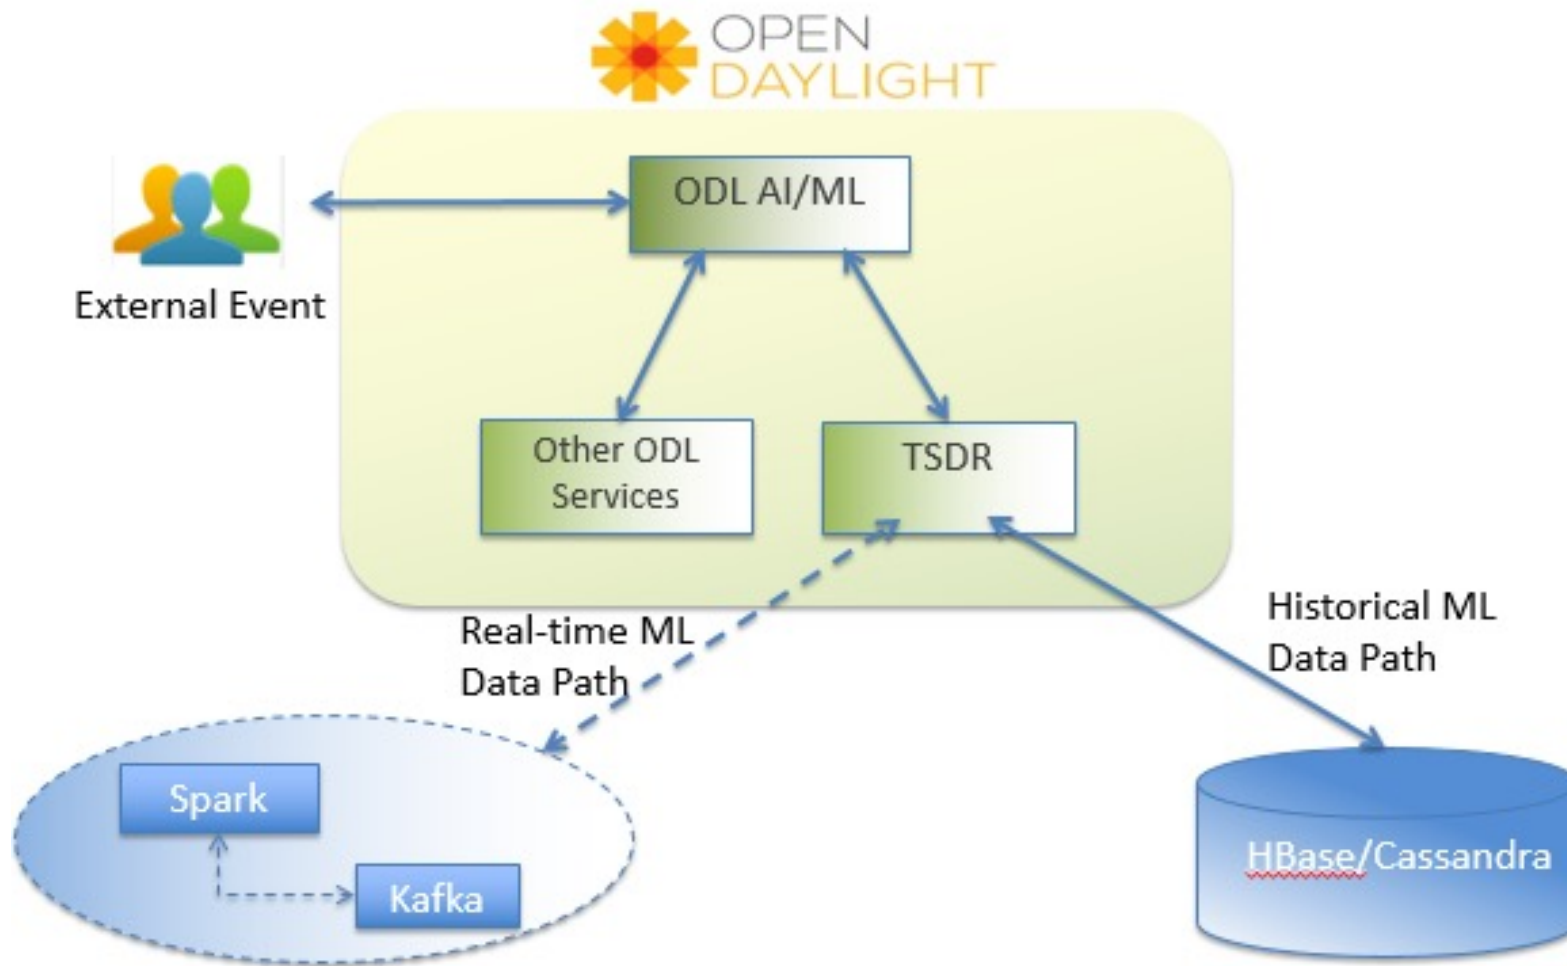 OPEN
DAYLIGHT
ODL AI/ML
External Event
Other ODL
Services
TSDR
Real-time ML
Data Path
Historical ML
Data Path
Spark
Kafka
HBase/Cassandra